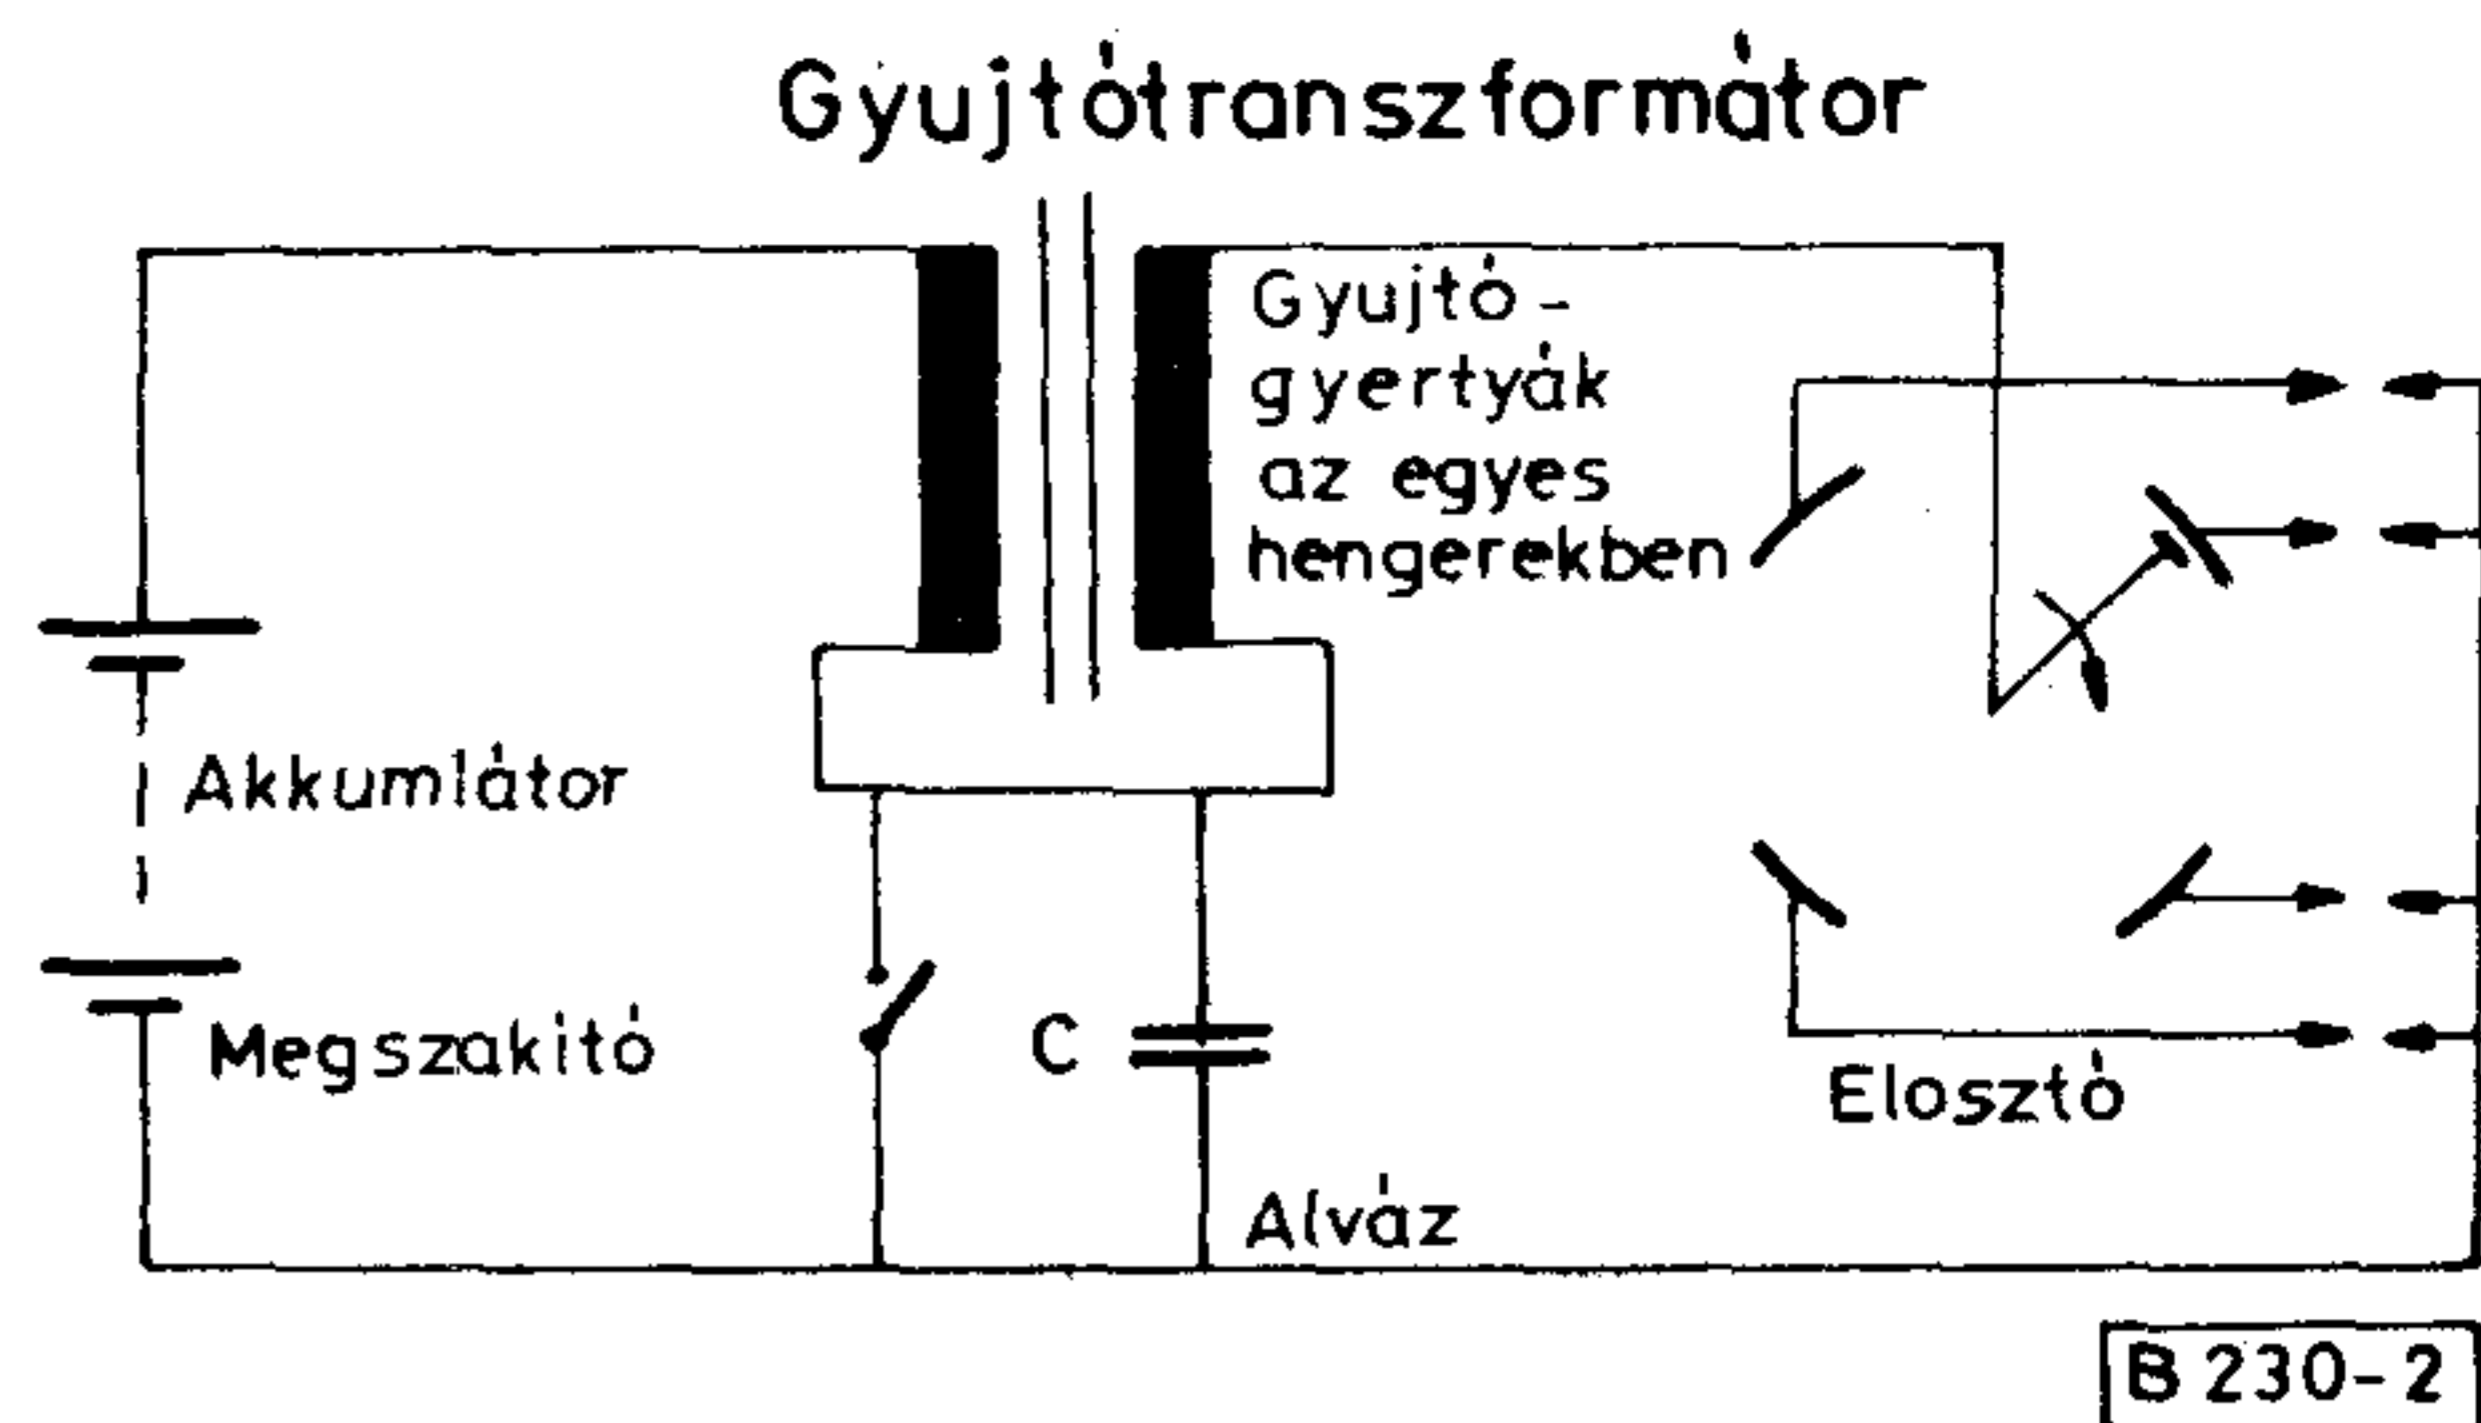 Gyujtótranszformátor
Gyujtó-
gyertyák
az egyes
hengerekben
Akkumlátor
Megszakitó
C
Elosztó
Alváz
B 230-2